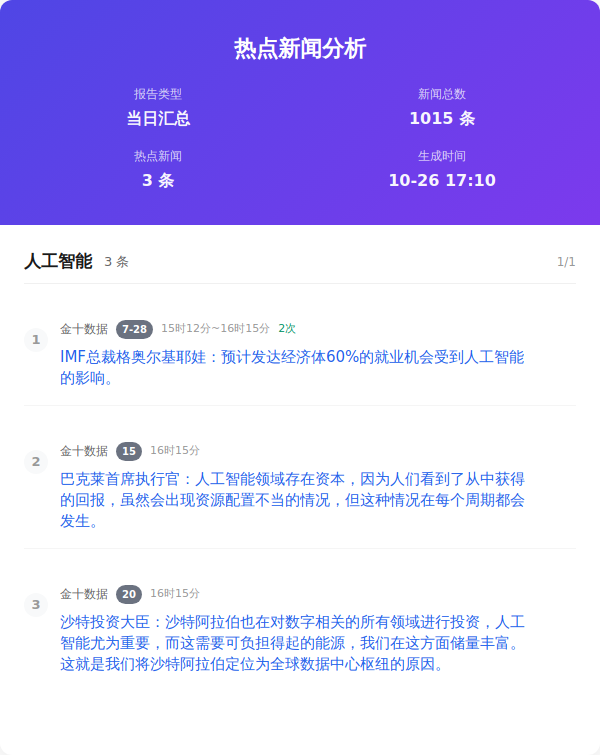 热点新闻分析
报告类型
当日汇总
新闻总数
1015 条
热点新闻
3 条
生成时间
10-26 17:10
人工智能 3 条 1/1
1 金十数据 7-28 15时12分~16时15分 2次
IMF总裁格奥尔基耶娃：预计发达经济体60%的就业机会受到人工智能
的影响。
2 金十数据 15 16时15分
巴克莱首席执行官：人工智能领域存在资本，因为人们看到了从中获得
的回报，虽然会出现资源配置不当的情况，但这种情况在每个周期都会
发生。
3 金十数据 20 16时15分
沙特投资大臣：沙特阿拉伯也在对数字相关的所有领域进行投资，人工
智能尤为重要，而这需要可负担得起的能源，我们在这方面储量丰富。
这就是我们将沙特阿拉伯定位为全球数据中心枢纽的原因。